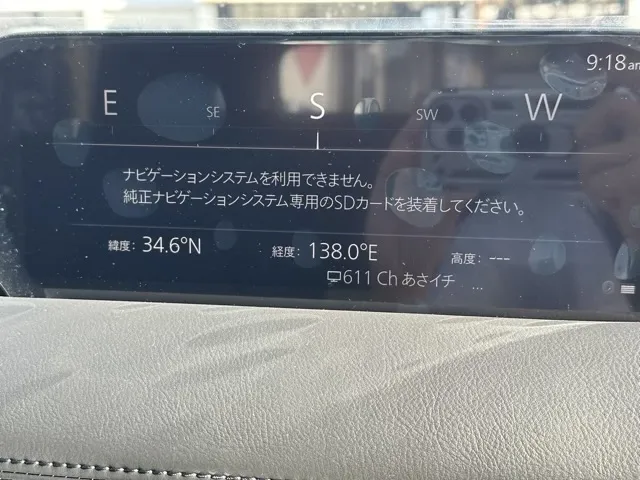 9:18am
E SE S SW W
ナビゲーションシステムを利用できません。
純正ナビゲーションシステム専用のSDカードを装着してください。
緯度: 34.6°N 経度: 138.0°E 高度: ---
611 Ch あさイチ ...